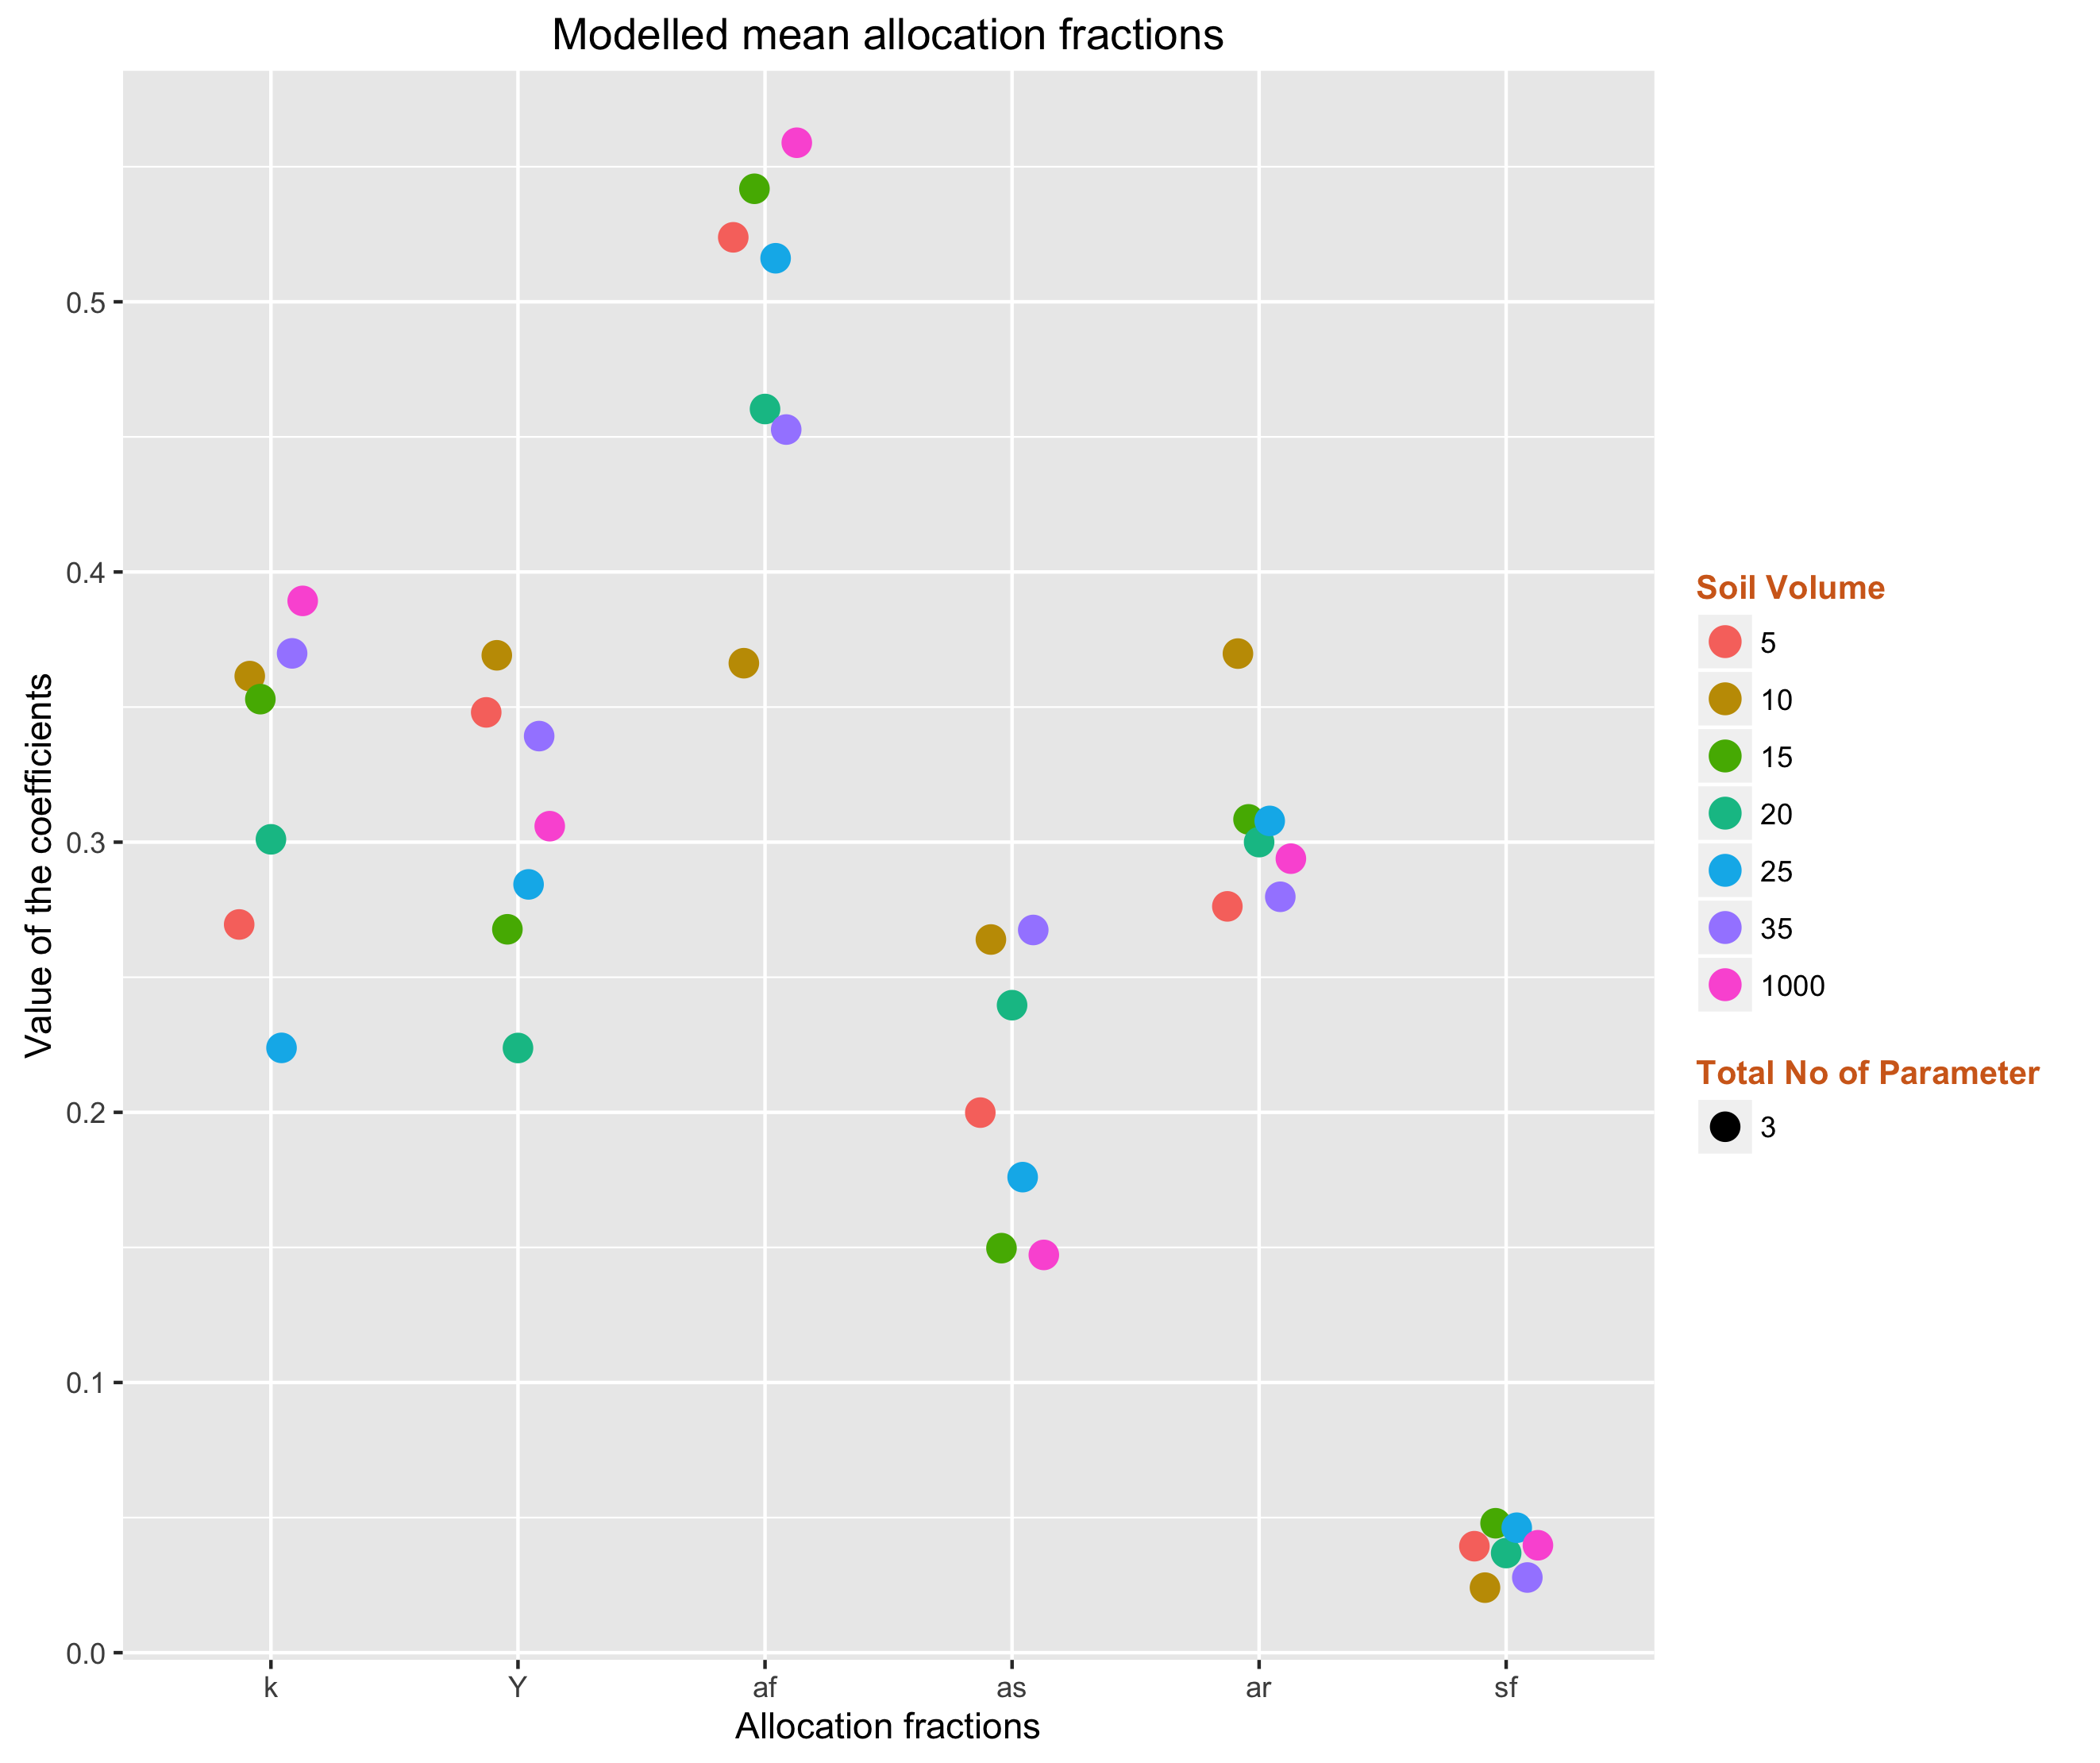 Modelled mean allocation fractions
Value of the coefficients
0.5
0.4
0.3
0.2
0.1
0.0
k Y af as ar sf
Allocation fractions
Soil Volume
5
10
15
20
25
35
1000
Total No of Parameter
3